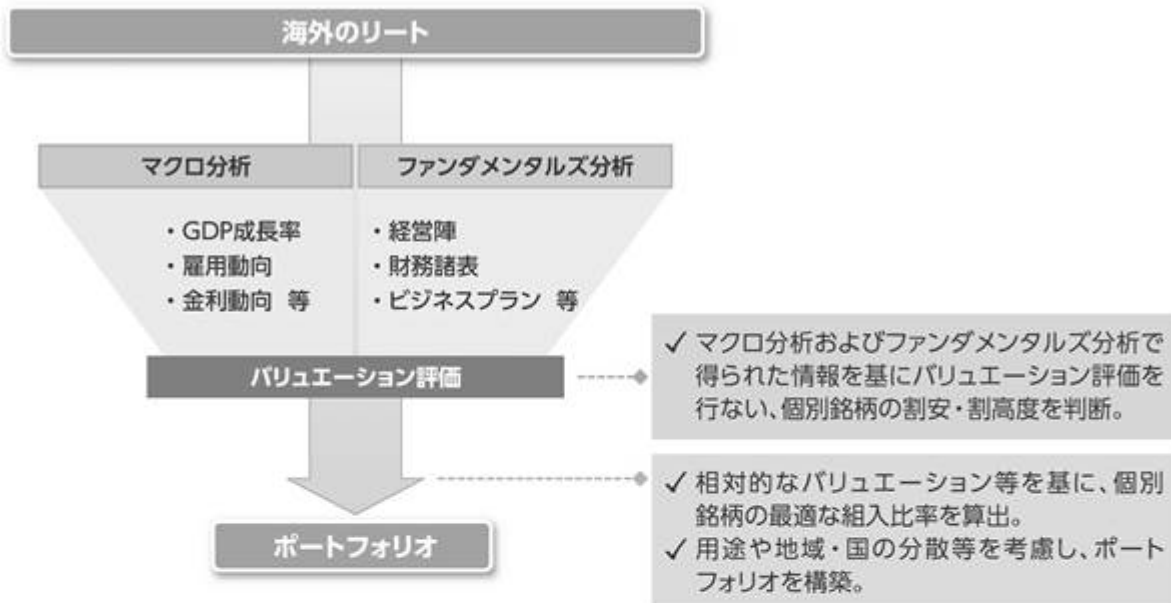 海外のリート
マクロ分析
ファンダメンタルズ分析
・GDP成長率
・雇用動向
・金利動向 等
・経営陣
・財務諸表
・ビジネスプラン 等
バリュエーション評価
✓ マクロ分析およびファンダメンタルズ分析で
得られた情報を基にバリュエーション評価を
行ない、個別銘柄の割安・割高度を判断。
✓ 相対的なバリュエーション等を基に、個別
銘柄の最適な組入比率を算出。
✓ 用途や地域・国の分散等を考慮し、ポート
フォリオを構築。
ポートフォリオ